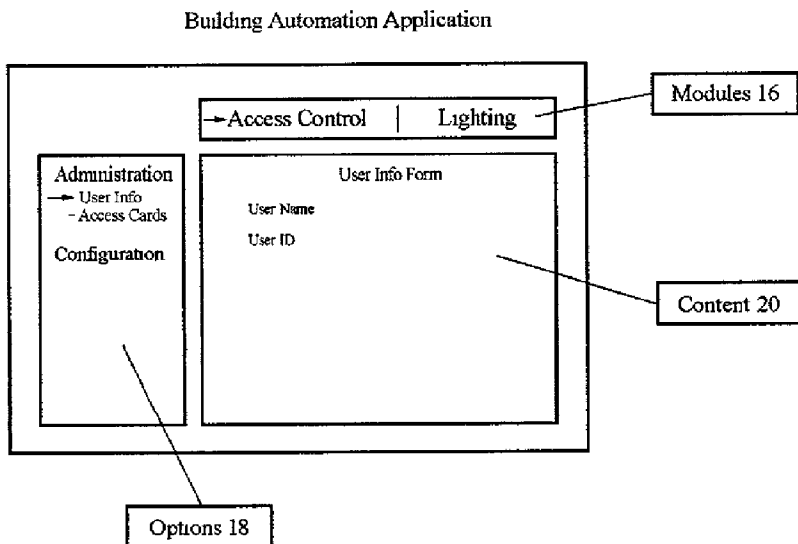 Building Automation Application
→Access Control | Lighting
Modules 16
Administration
→ User Info
- Access Cards
Configuration
User Info Form
User Name
User ID
Content 20
Options 18